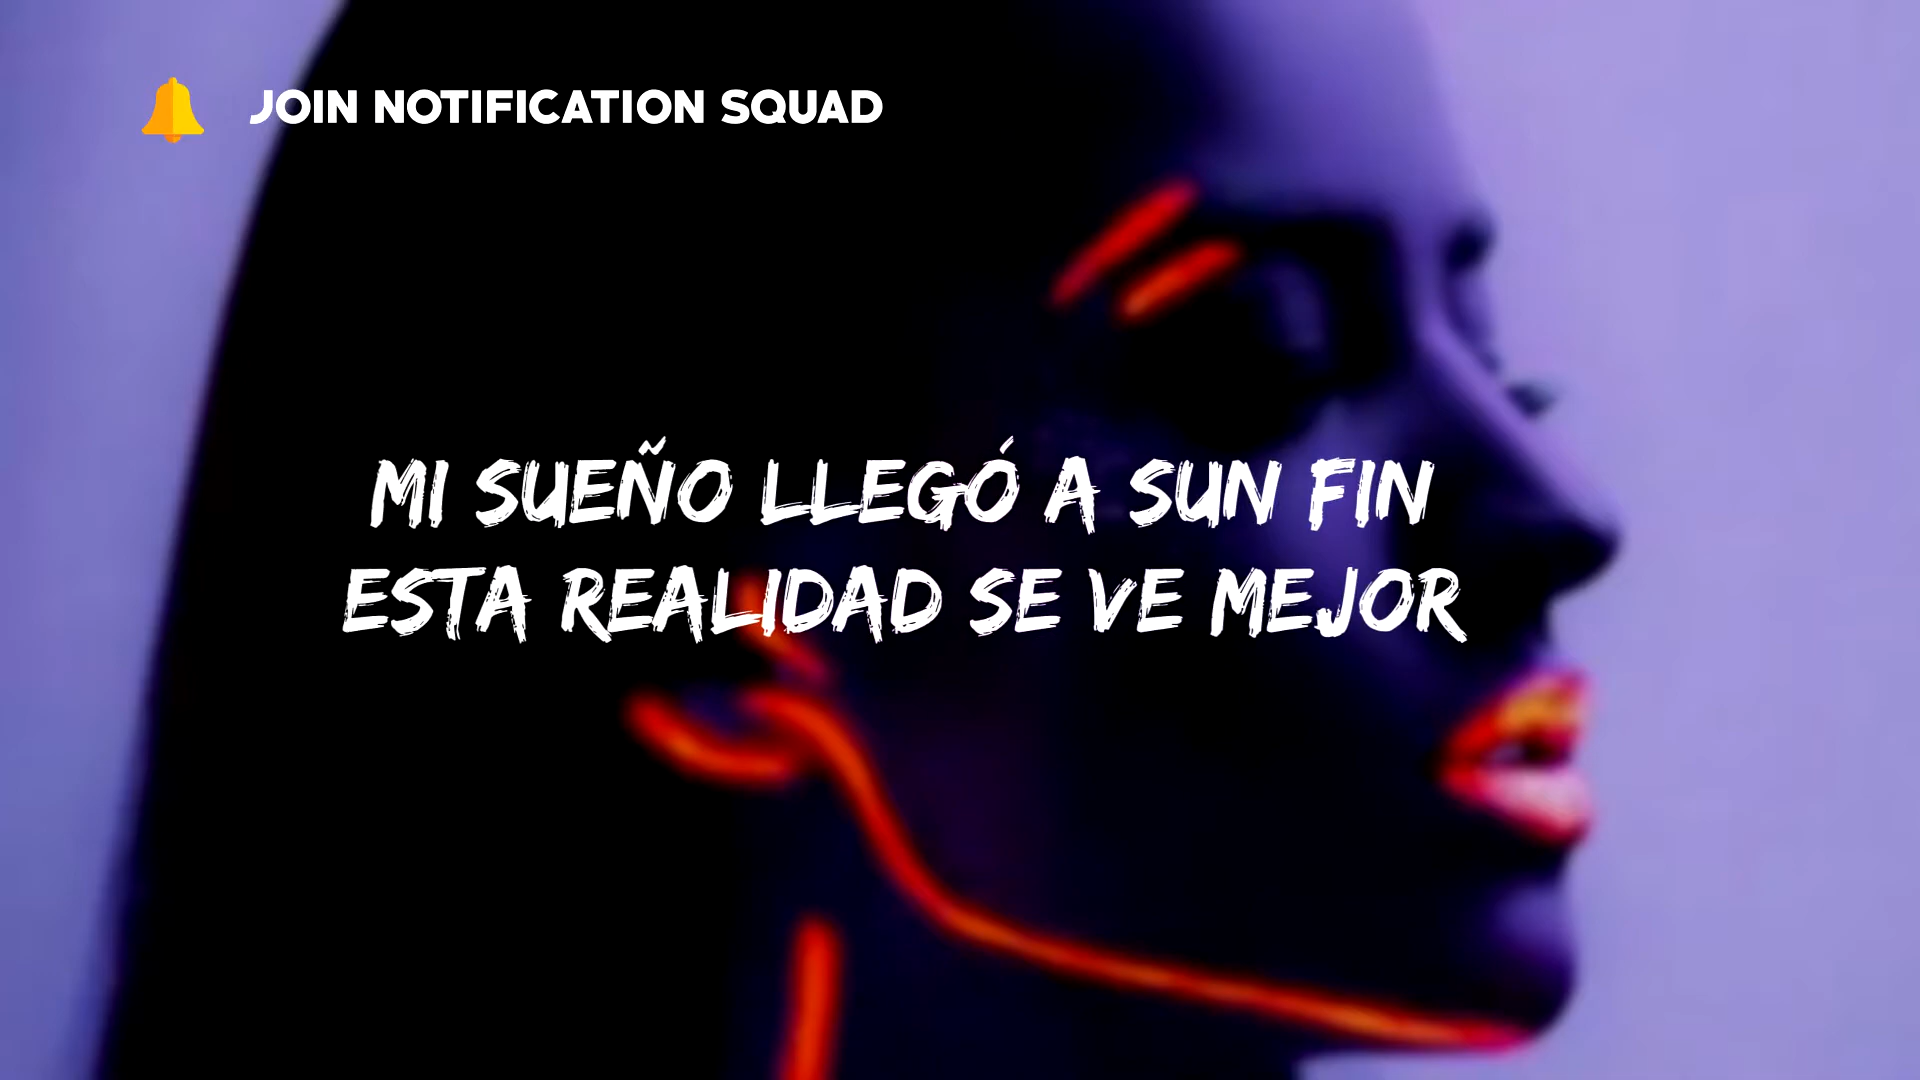 JOIN NOTIFICATION SQUAD
MI SUEÑO LLEGÓ A SUN FIN
ESTA REALIDAD SE VE MEJOR